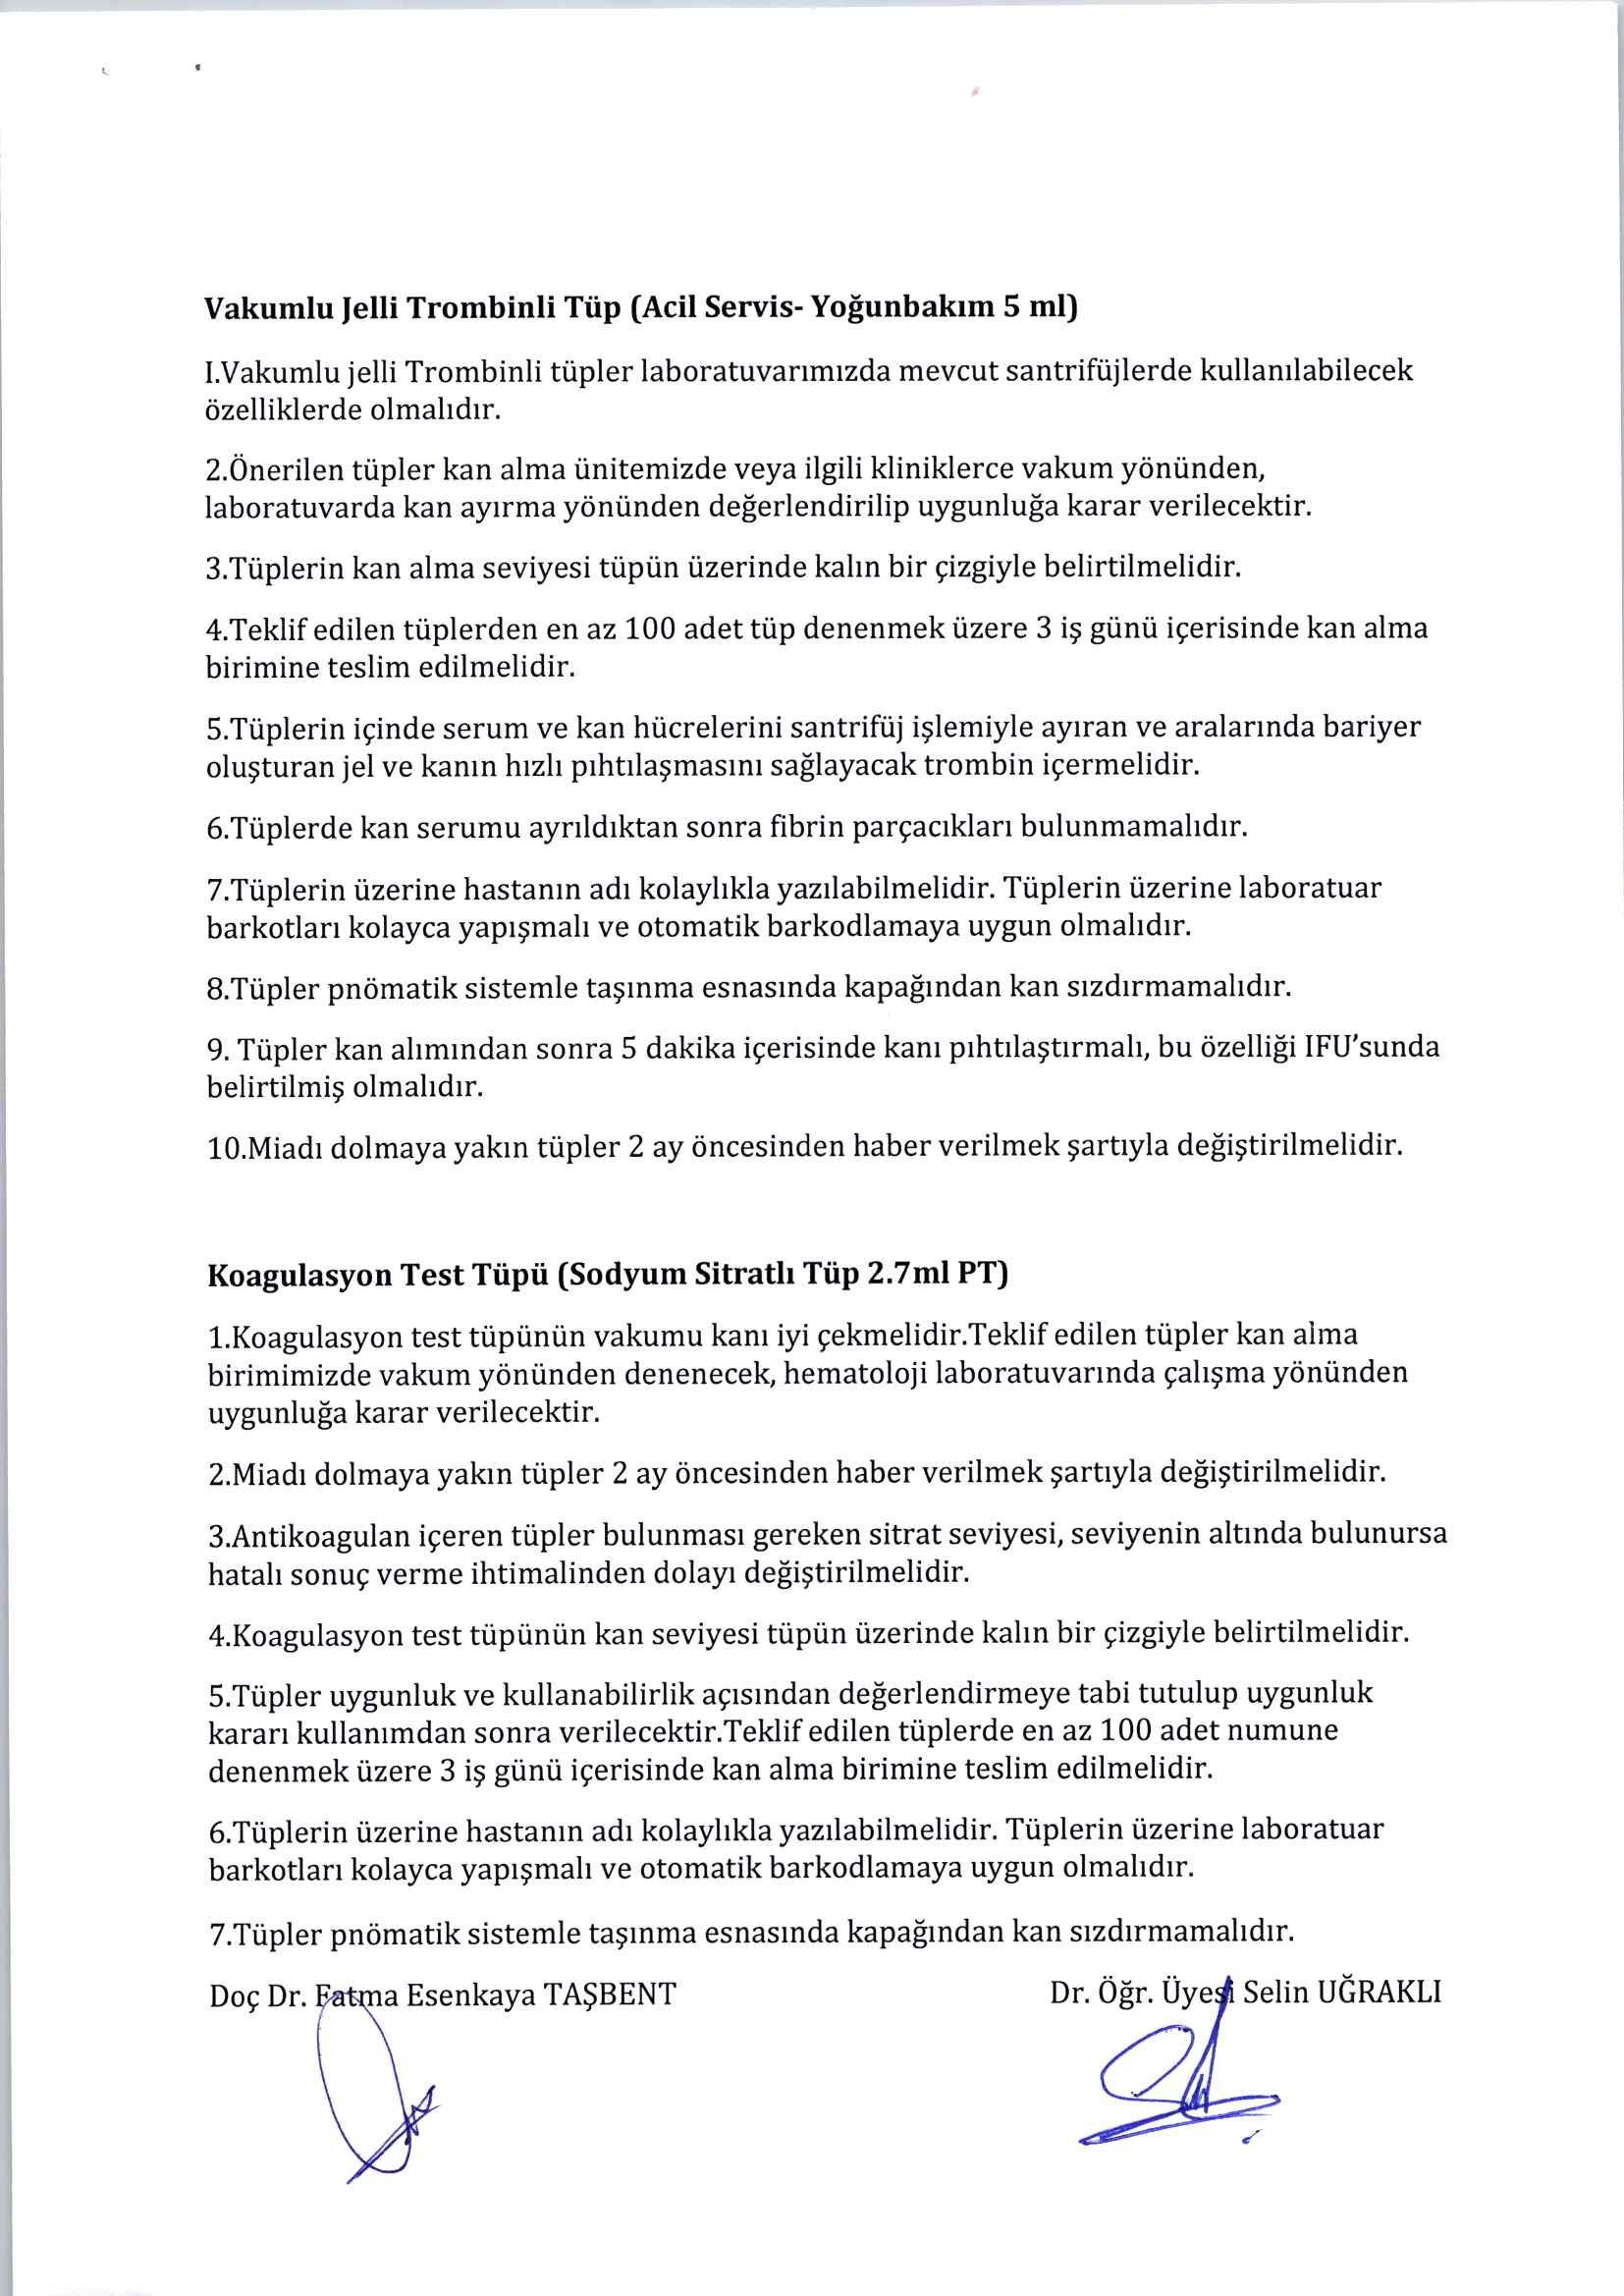 Vakumlu Jelli Trombinli Tüp (Acil Servis- Yoğunbakım 5 ml)
I.Vakumlu jelli Trombinli tüpler laboratuvarımızda mevcut santrifüjlerde kullanılabilecek
özelliklerde olmalıdır.
2.Önerilen tüpler kan alma ünitemizde veya ilgili kliniklerce vakum yönünden,
laboratuvarda kan ayırma yönünden değerlendirilip uygunluğa karar verilecektir.
3.Tüplerin kan alma seviyesi tüpün üzerinde kalın bir çizgiyle belirtilmelidir.
4.Teklif edilen tüplerden en az 100 adet tüp denenmek üzere 3 iş günü içerisinde kan alma
birimine teslim edilmelidir.
5.Tüplerin içinde serum ve kan hücrelerini santrifüj işlemiyle ayıran ve aralarında bariyer
oluşturan jel ve kanın hızlı pıhtılaşmasını sağlayacak trombin içermelidir.
6.Tüplerde kan serumu ayrıldıktan sonra fibrin parçacıkları bulunmamalıdır.
7.Tüplerin üzerine hastanın adı kolaylıkla yazılabilmelidir. Tüplerin üzerine laboratuar
barkotları kolayca yapışmalı ve otomatik barkodlamaya uygun olmalıdır.
8.Tüpler pnömatik sistemle taşınma esnasında kapağından kan sızdırmamalıdır.
9. Tüpler kan alımından sonra 5 dakika içerisinde kanı pıhtılaştırmalı, bu özelliği IFU’sunda
belirtilmiş olmalıdır.
10.Miadı dolmaya yakın tüpler 2 ay öncesinden haber verilmek şartıyla değiştirilmelidir.
Koagulasyon Test Tüpü (Sodyum Sitratlı Tüp 2.7ml PT)
1.Koagulasyon test tüpünün vakumu kanı iyi çekmelidir.Teklif edilen tüpler kan alma
birimimizde vakum yönünden denenecek, hematoloji laboratuvarında çalışma yönünden
uygunluğa karar verilecektir.
2.Miadı dolmaya yakın tüpler 2 ay öncesinden haber verilmek şartıyla değiştirilmelidir.
3.Antikoagulan içeren tüpler bulunması gereken sitrat seviyesi, seviyenin altında bulunursa
hatalı sonuç verme ihtimalinden dolayı değiştirilmelidir.
4.Koagulasyon test tüpünün kan seviyesi tüpün üzerinde kalın bir çizgiyle belirtilmelidir.
5.Tüpler uygunluk ve kullanabilirlik açısından değerlendirmeye tabi tutulup uygunluk
kararı kullanımdan sonra verilecektir.Teklif edilen tüplerde en az 100 adet numune
denenmek üzere 3 iş günü içerisinde kan alma birimine teslim edilmelidir.
6.Tüplerin üzerine hastanın adı kolaylıkla yazılabilmelidir. Tüplerin üzerine laboratuar
barkotları kolayca yapışmalı ve otomatik barkodlamaya uygun olmalıdır.
7.Tüpler pnömatik sistemle taşınma esnasında kapağından kan sızdırmamalıdır.
Doç Dr. Fatma Esenkaya TAŞBENT
Dr. Öğr. Üyesi Selin UĞRAKLI